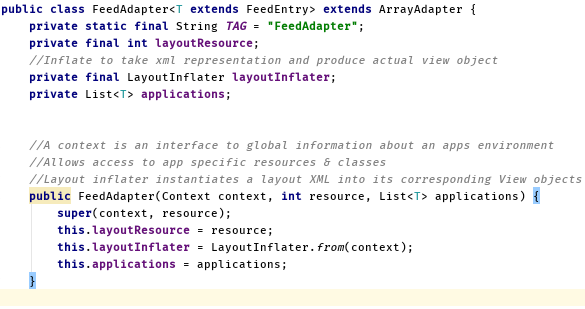 public class FeedAdapter<T extends FeedEntry> extends ArrayAdapter {
    private static final String TAG = "FeedAdapter";
    private final int layoutResource;
    //Inflate to take xml representation and produce actual view object
    private final LayoutInflater layoutInflater;
    private List<T> applications;
    //A context is an interface to global information about an apps environment
    //Allows access to app specific resources & classes
    //Layout inflater instantiates a layout XML into its corresponding View objects
    public FeedAdapter(Context context, int resource, List<T> applications) {
        super(context, resource);
        this.layoutResource = resource;
        this.layoutInflater = LayoutInflater.from(context);
        this.applications = applications;
    }